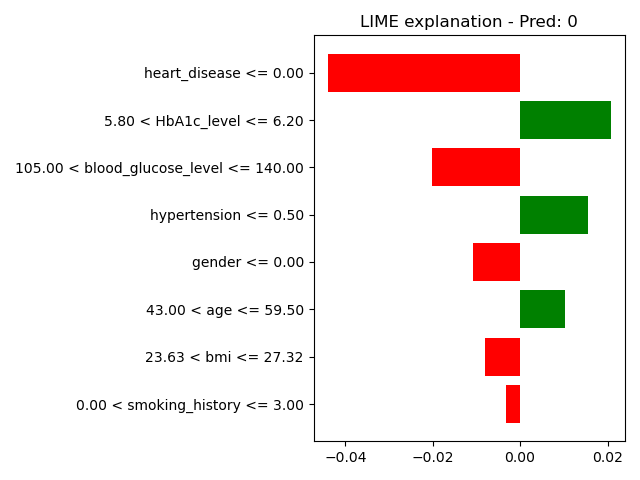 LIME explanation - Pred: 0
heart_disease <= 0.00
5.80 < HbA1c_level <= 6.20
105.00 < blood_glucose_level <= 140.00
hypertension <= 0.50
gender <= 0.00
43.00 < age <= 59.50
23.63 < bmi <= 27.32
0.00 < smoking_history <= 3.00
−0.04 −0.02 0.00 0.02